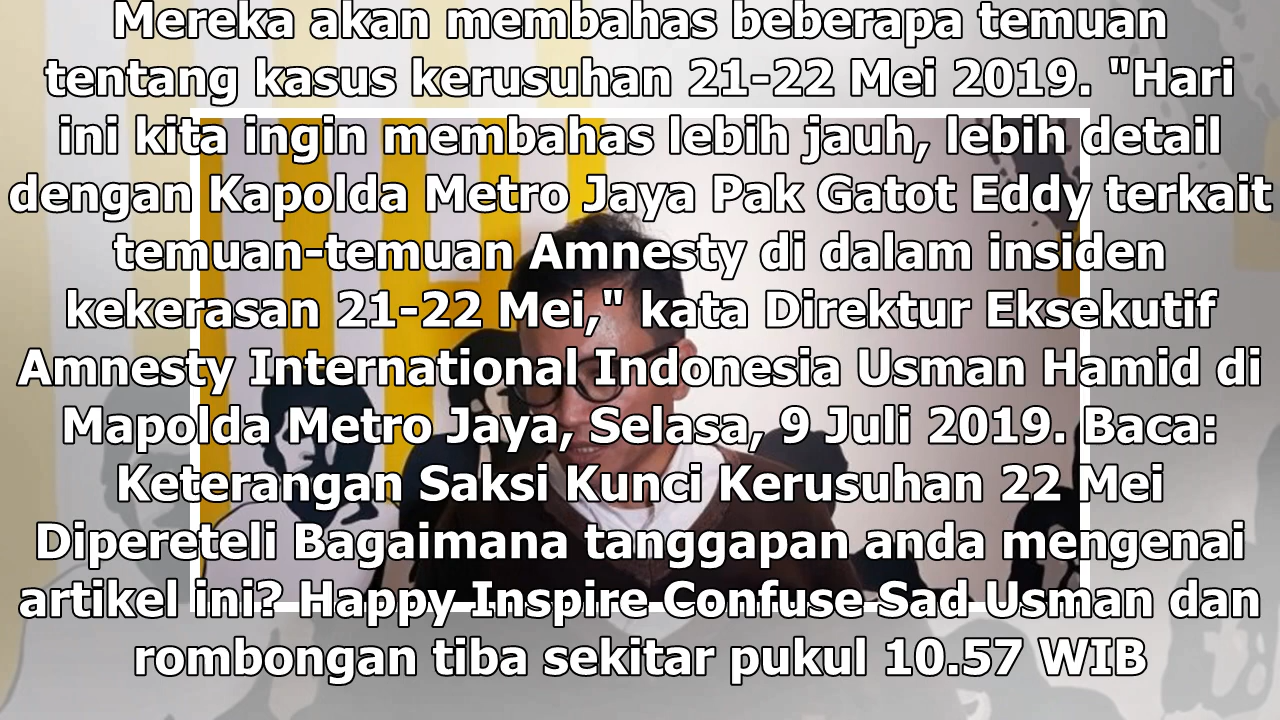 Mereka akan membahas beberapa temuan
tentang kasus kerusuhan 21-22 Mei 2019. "Hari
ini kita ingin membahas lebih jauh, lebih detail
dengan Kapolda Metro Jaya Pak Gatot Eddy terkait
temuan-temuan Amnesty di dalam insiden
kekerasan 21-22 Mei," kata Direktur Eksekutif
Amnesty International Indonesia Usman Hamid di
Mapolda Metro Jaya, Selasa, 9 Juli 2019. Baca:
Keterangan Saksi Kunci Kerusuhan 22 Mei
Dipereteli Bagaimana tanggapan anda mengenai
artikel ini? Happy Inspire Confuse Sad Usman dan
rombongan tiba sekitar pukul 10.57 WIB